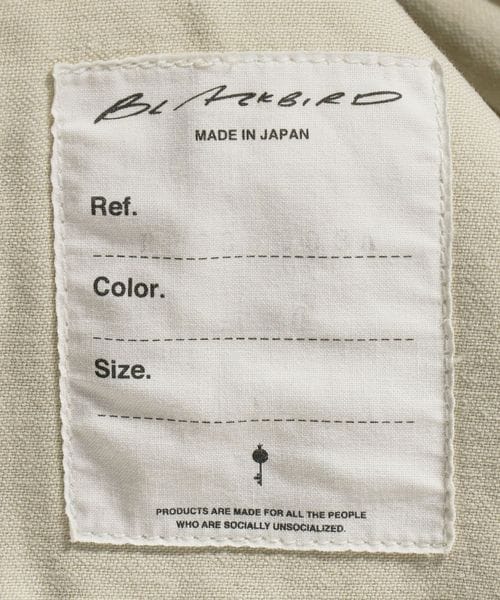 BLACKBIRD
MADE IN JAPAN
Ref.
Color.
Size.
PRODUCTS ARE MADE FOR ALL THE PEOPLE
WHO ARE SOCIALLY UNSOCIALIZED.